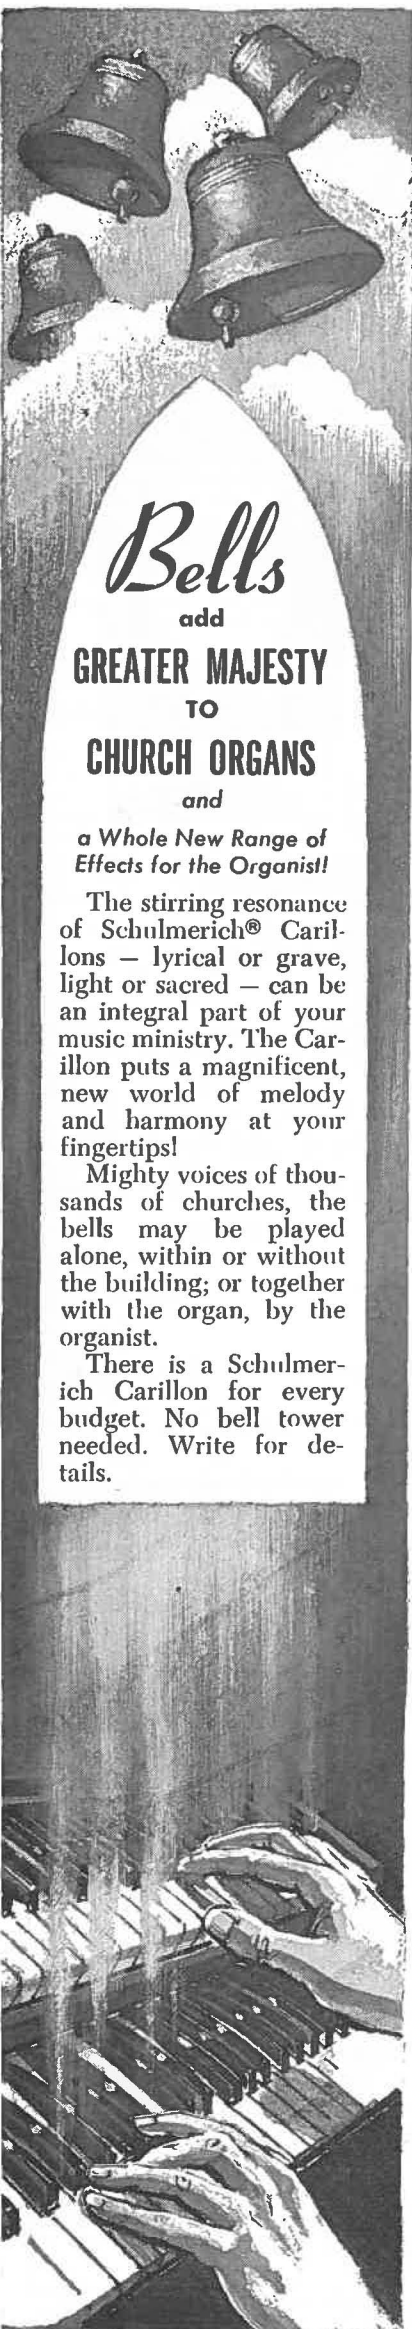 Bells
add
GREATER MAJESTY
TO
CHURCH ORGANS
and
a Whole New Range of
Effects for the Organist!
The stirring resonance
of Schulmerich® Caril-
lons — lyrical or grave,
light or sacred — can be
an integral part of your
music ministry. The Car-
illon puts a magnificent,
new world of melody
and harmony at your
fingertips!
Mighty voices of thou-
sands of churches, the
bells may be played
alone, within or without
the building; or together
with the organ, by the
organist.
There is a Schulmer-
ich Carillon for every
budget. No bell tower
needed. Write for de-
tails.